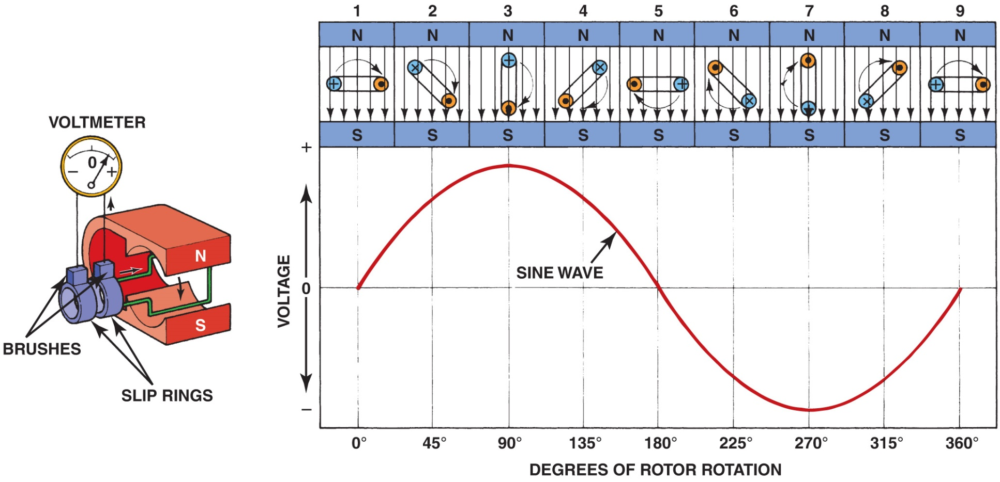 1 2 3 4 5 6 7 8 9
N N N N N N N N N
S S S S S S S S S
VOLTMETER
0
− +
N
S
BRUSHES
SLIP RINGS
+
VOLTAGE
0
−
SINE WAVE
0° 45° 90° 135° 180° 225° 270° 315° 360°
DEGREES OF ROTOR ROTATION